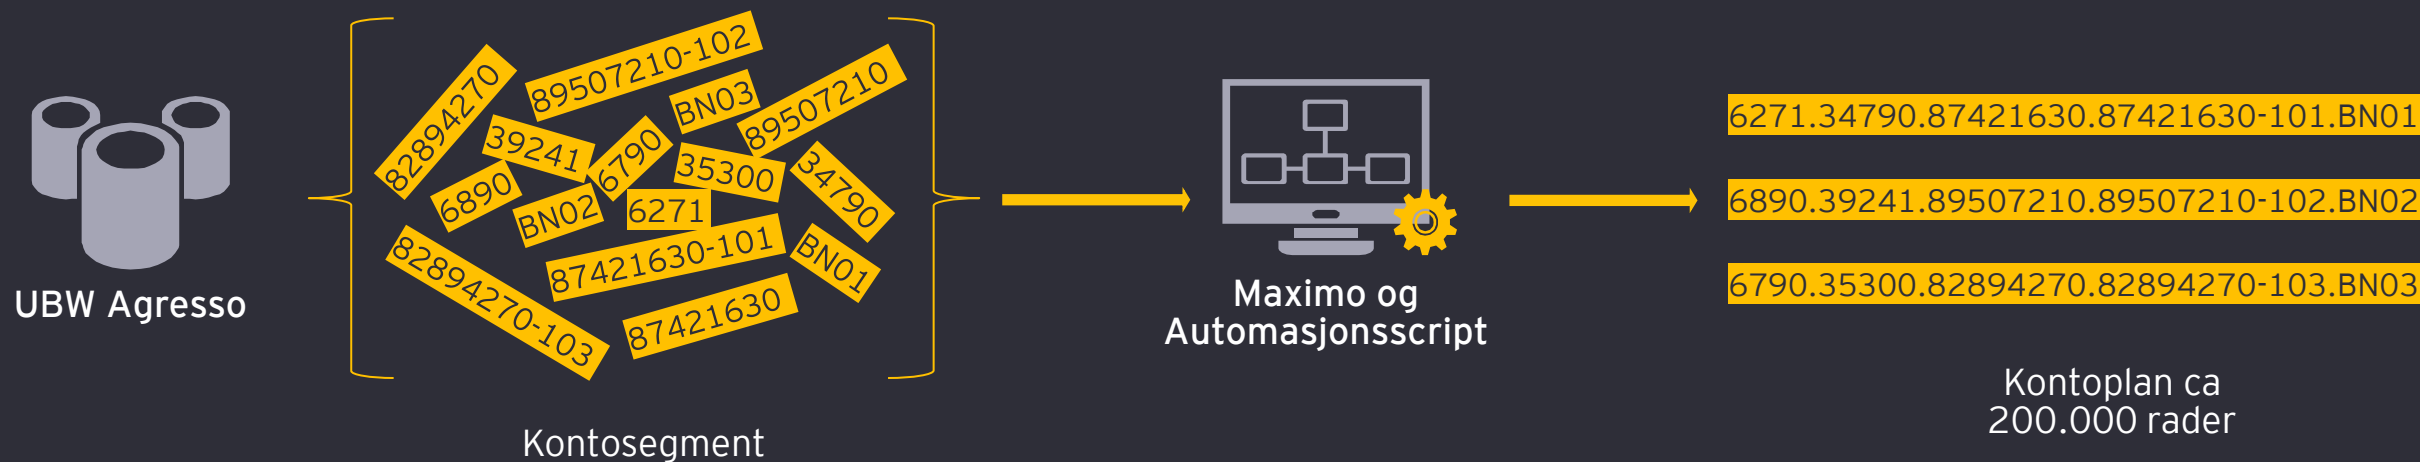 UBW Agresso
82894270
89507210-102
BN03
89507210
39241
6790
35300
34790
6890
BN02
6271
87421630-101
BN01
82894270-103
87421630
Kontosegment
Maximo og
Automasjonsscript
6271.34790.87421630.87421630-101.BN01
6890.39241.89507210.89507210-102.BN02
6790.35300.82894270.82894270-103.BN03
Kontoplan ca
200.000 rader